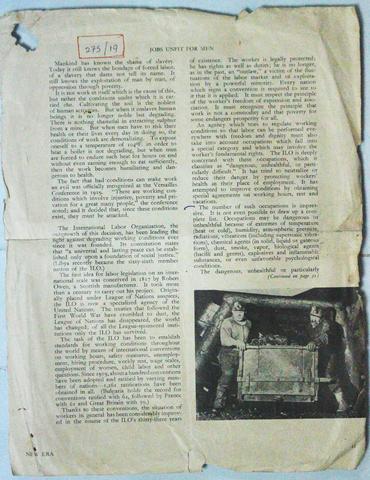 275/19
JOBS UNFIT FOR MEN
Mankind has known the shame of slavery.
Today it still knows the bondage of forced labor,
of a slavery that dares not tell its name. It
still knows the exploitation of man by man, of
oppression through poverty.
It is not work in itself which is the cause of this,
but rather the conditions under which it is car-
ried on. Cultivating the soil is the noblest
of human activities. But when it enslaves human
beings it is no longer noble but degrading.
There is nothing shameful in extracting sulphur
from a mine. But when men have to risk their
health or their lives every day in doing so, the
conditions of work are demoralizing. To expose
oneself to a temperature of 104°F, in order to
heat a boiler is not degrading, but when men
are forced to endure such heat for hours on end
without even earning enough to eat sufficiently,
then the work becomes humiliating and dan-
gerous to health.
The fact that bad conditions can make work
an evil was officially recognized at the Versailles
Conference in 1919. "There are working con-
ditions which involve injustice, poverty and pri-
vation for a great many people," the conference
noted; and it decided that, since these conditions
exist, they must be attacked.
The International Labor Organization, the
outgrowth of this decision, has been leading the
fight against degrading working conditions ever
since it was founded. Its constitution states
that "a universal and lasting peace can be estab-
lished only upon a foundation of social justice."
(Libya recently became the sixty-sixth member
nation of the ILO.)
The first idea for labor legislation on an inter-
national scale was conceived in 1817 by Robert
Owen, a Scottish manufacturer. It took more
than a century to carry out his project. Origin-
ally placed under League of Nations auspices,
the ILO is now a specialized agency of the
United Nations. The treaties that followed the
First World War have crumbled to dust, the
League of Nations has disappeared, the world
has changed, of all the League-sponsored insti-
tutions only the ILO has survived.
The task of the ILO has been to establish
standards for working conditions throughout
the world by means of international conventions
on working hours, safety measures, unemploy-
ment, hiring procedure, weekly rest, wage scales,
employment of women, child labor and other
questions. Since 1919, about a hundred conventions
have been adopted and ratified by varying num-
bers of nations
obtained in all. (Bulgaria holds the record for
conventions ratified with 62, followed by France
with 61 and Great Britain with 59.)
Thanks to these conventions, the situation of
workers in general has been considerably improv-
ed in the course of the ILO's thirty-three years
of existence. The worker is legally protected;
he has rights as well as duties; he is no longer,
as in the past, an "outlaw," a victim of the fluc-
tuations of the labor market and of exploita-
tion by a powerful minority. Every nation
which signs a convention is required to see to
it that it is applied. It must respect the principle
of the worker's freedom of expression and asso-
ciation. It must recognize the principle that
work is not a commodity and that poverty for
some endangers prosperity for all.
An agency which tries to regulate working
conditions so that labor can be performed eve-
rywhere with freedom and dignity must also
take into account occupations which fall into
a special category and which may involve the
worker's fundamental rights. The ILO is deeply
concerned with these occupations, which it
classifies as "dangerous, unhealthful, or parti-
cularly difficult." It has tried to neutralize or
reduce their danger by protecting workers'
health in their place of employment. It has
attempted to improve conditions by obtaining
special agreements on working hours, rest and
vacations.
The number of such occupations is impres-
sive. It is not even possible to draw up a com-
plete list. Occupations may be dangerous or
unhealthful because of extremes of temperature
(heat or cold), humidity, atmospheric pressure,
radiations, vibrations (including supersonic vibra-
tions), chemical agents (in solid, liquid or gaseous
form), dust, smoke, vapor, biological agents
(bacilli and germs), explosives and inflammable
substances, or even unfavorable psychological
conditions.
The dangerous, unhealthful or particularly
NEW ERA